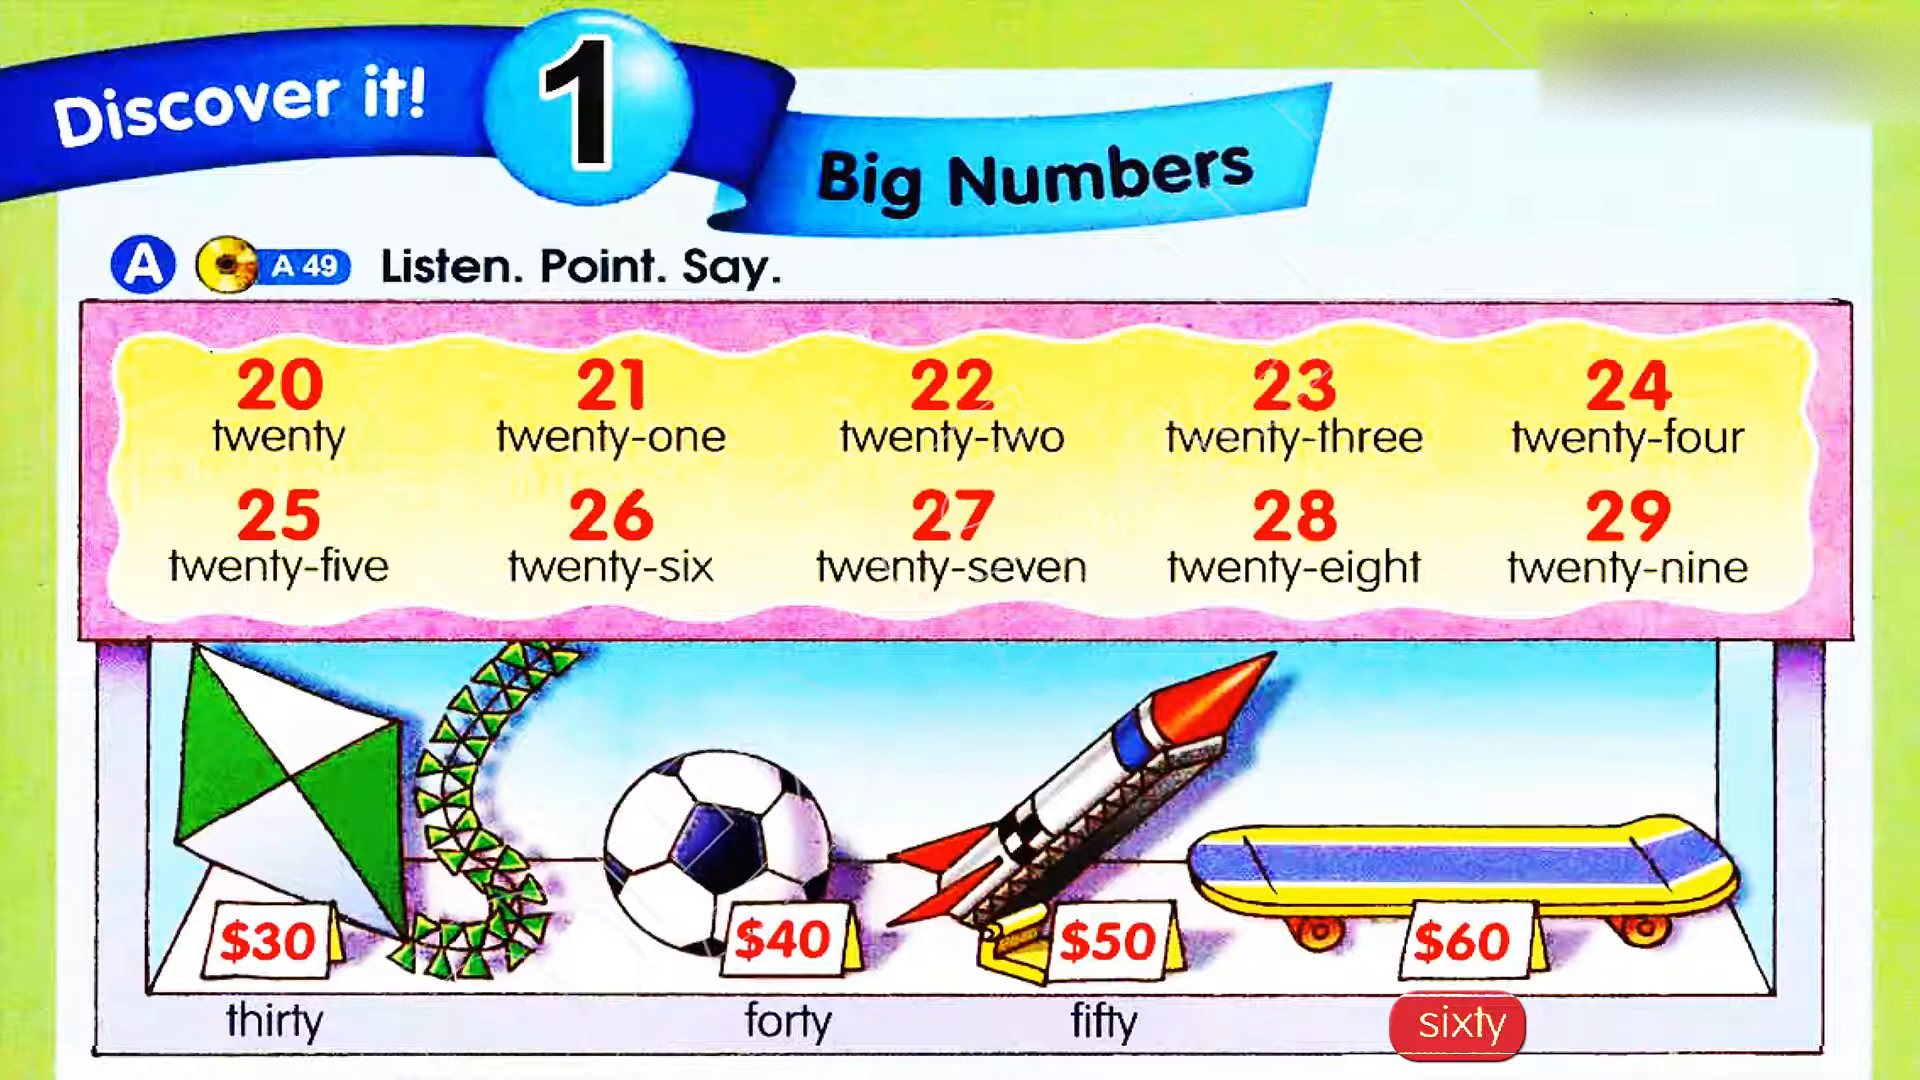 Discover it! 1
Big Numbers
A A 49 Listen. Point. Say.
20 21 22 23 24
twenty twenty-one twenty-two twenty-three twenty-four
25 26 27 28 29
twenty-five twenty-six twenty-seven twenty-eight twenty-nine
$30 $40 $50 $60
thirty forty fifty sixty